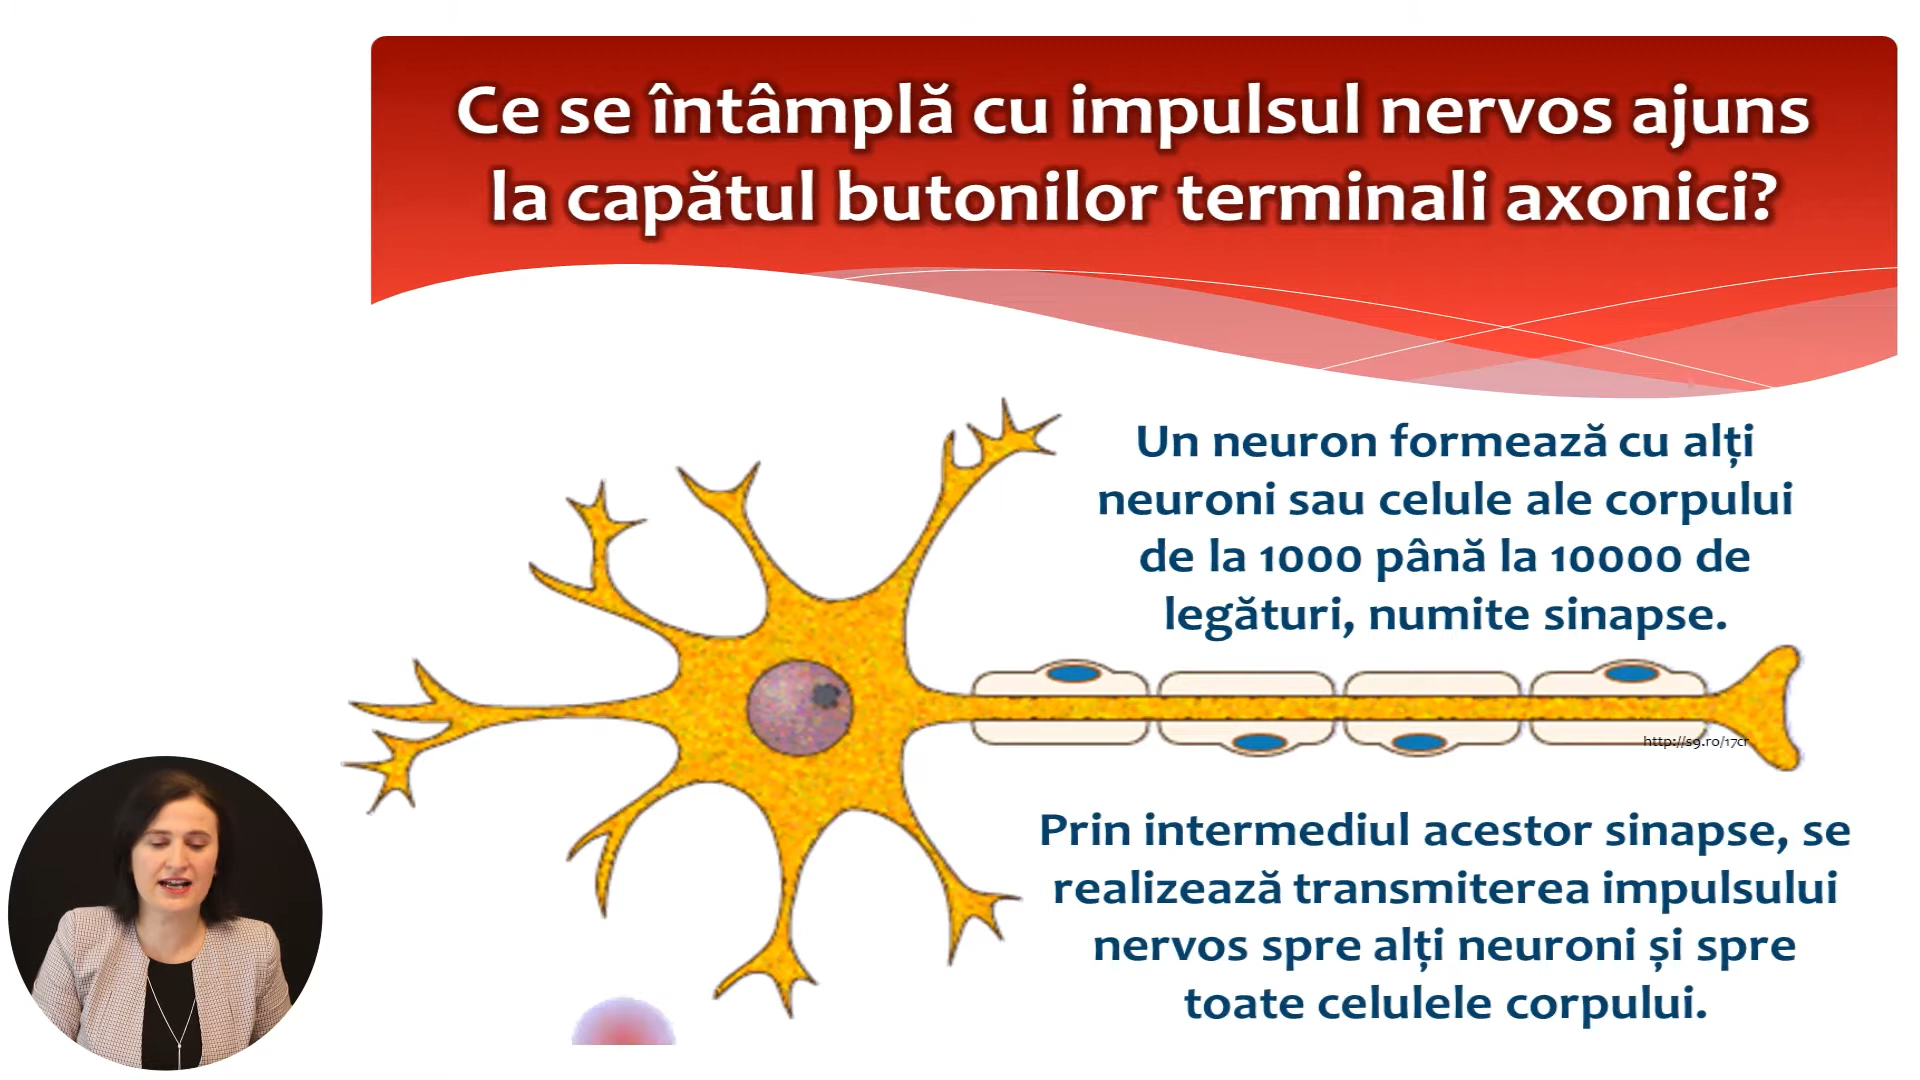 Ce se întâmplă cu impulsul nervos ajuns
la capătul butonilor terminali axonici?
Un neuron formează cu alți
neuroni sau celule ale corpului
de la 1000 până la 10000 de
legături, numite sinapse.
http://s9.ro/17cr
Prin intermediul acestor sinapse, se
realizează transmiterea impulsului
nervos spre alți neuroni și spre
toate celulele corpului.